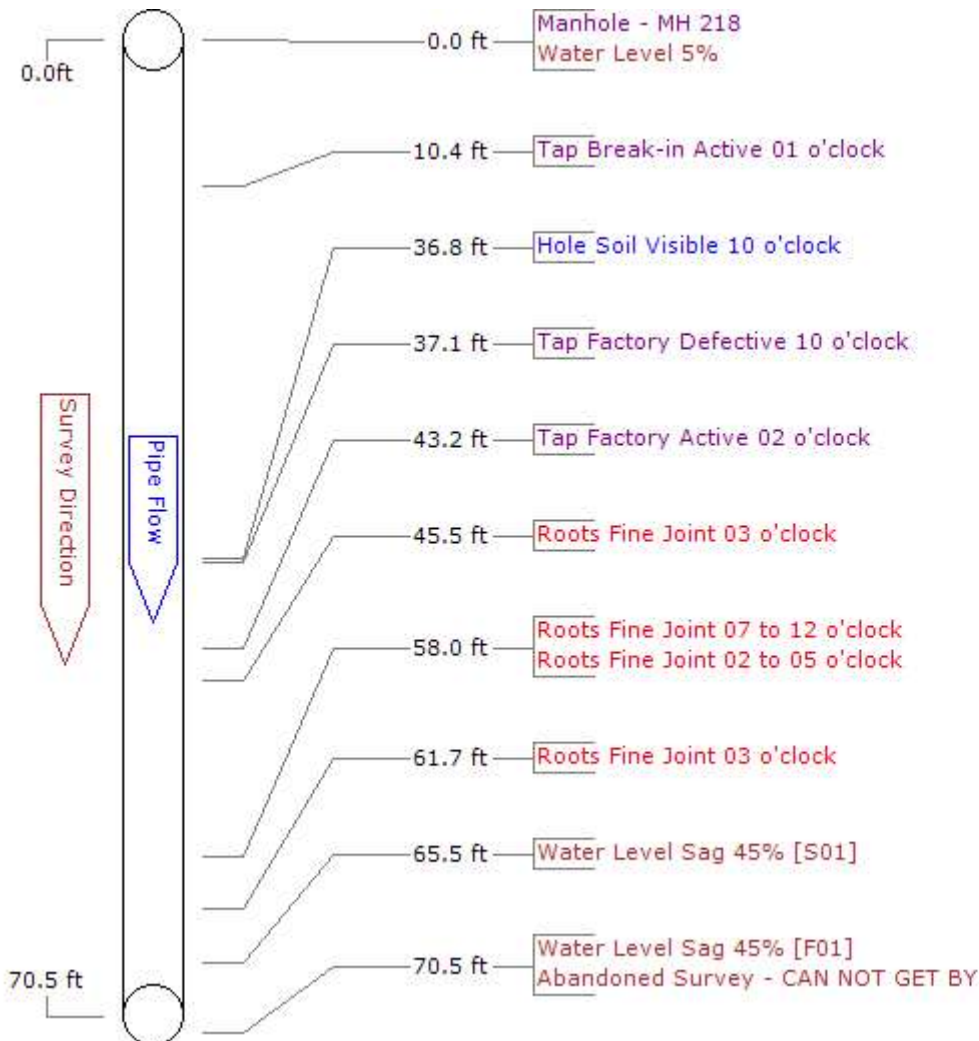 0.0ft
0.0 ft
Manhole - MH 218
Water Level 5%
10.4 ft
Tap Break-in Active 01 o'clock
36.8 ft
Hole Soil Visible 10 o'clock
37.1 ft
Tap Factory Defective 10 o'clock
Survey Direction
Pipe Flow
43.2 ft
Tap Factory Active 02 o'clock
45.5 ft
Roots Fine Joint 03 o'clock
58.0 ft
Roots Fine Joint 07 to 12 o'clock
Roots Fine Joint 02 to 05 o'clock
61.7 ft
Roots Fine Joint 03 o'clock
65.5 ft
Water Level Sag 45% [S01]
70.5 ft
70.5 ft
Water Level Sag 45% [F01]
Abandoned Survey - CAN NOT GET BY